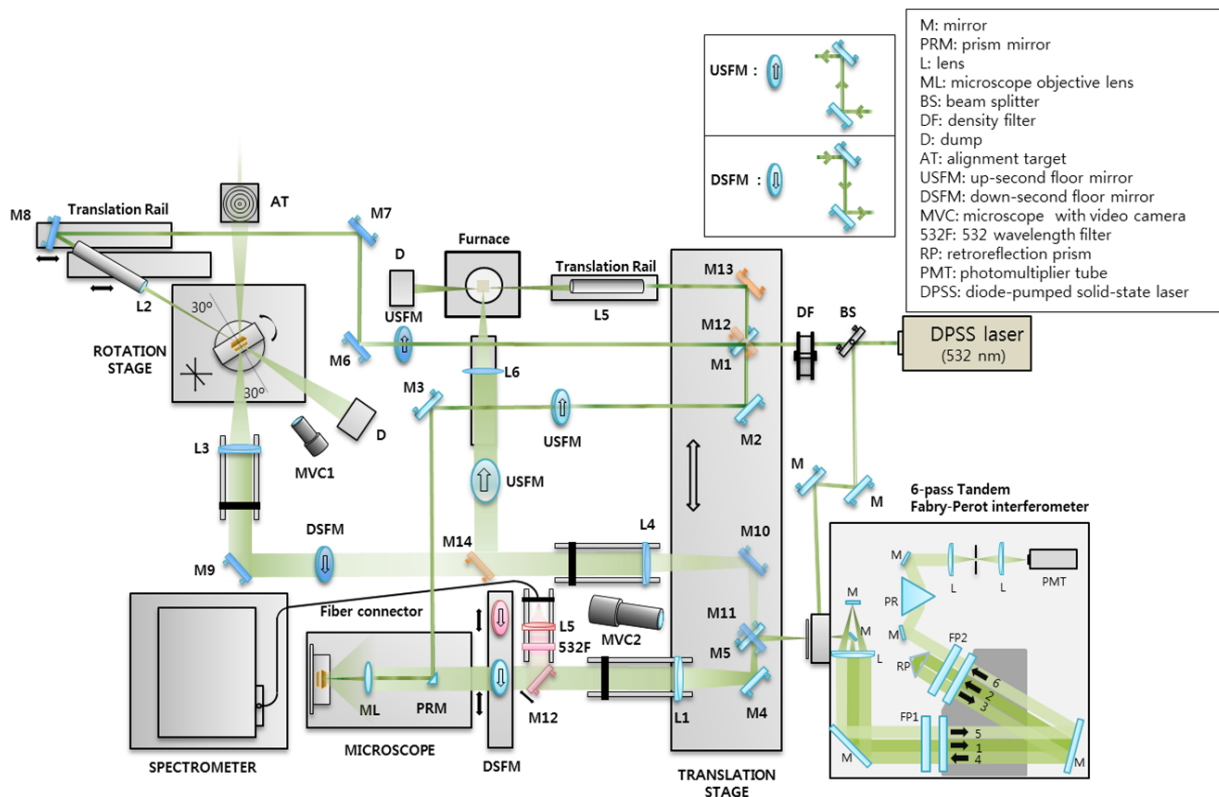 USFM :
DSFM :
M: mirror
PRM: prism mirror
L: lens
ML: microscope objective lens
BS: beam splitter
DF: density filter
D: dump
AT: alignment target
USFM: up-second floor mirror
DSFM: down-second floor mirror
MVC: microscope with video camera
532F: 532 wavelength filter
RP: retroreflection prism
PMT: photomultiplier tube
DPSS: diode-pumped solid-state laser
AT
M8
Translation Rail
M7
Furnace
D
Translation Rail
M13
L2
USFM
L5
M12
DF
BS
DPSS laser
(532 nm)
30º
ROTATION
STAGE
M6
M1
L6
M3
30º
D
USFM
M2
L3
MVC1
USFM
M
M
6-pass Tandem
Fabry-Perot interferometer
DSFM
M14
L4
M10
M9
M
L
L
PMT
PR
Fiber connector
L5
532F
MVC2
M11
M5
M
M
M
L
RP
FP2
6
2
3
ML
PRM
M12
L1
M4
FP1
5
1
4
M
M
MICROSCOPE
SPECTROMETER
DSFM
TRANSLATION
STAGE